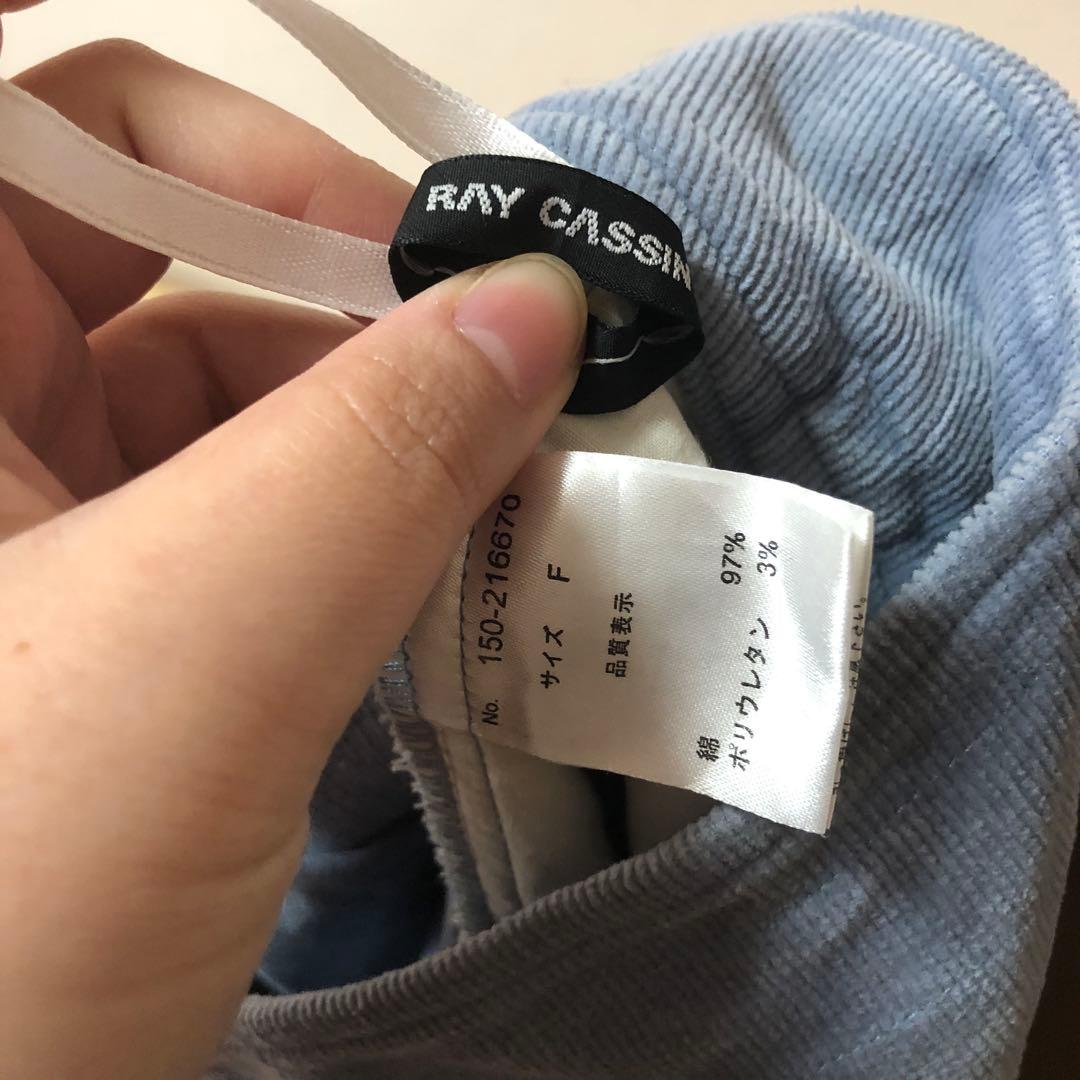 RAY CASSIN
No. 150-216670
サイズ F
品質表示
綿 97%
ポリウレタン 3%